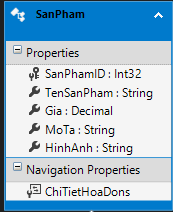 SanPham
Properties
SanPhamID : Int32
TenSanPham : String
Gia : Decimal
MoTa : String
HinhAnh : String
Navigation Properties
ChiTietHoaDons